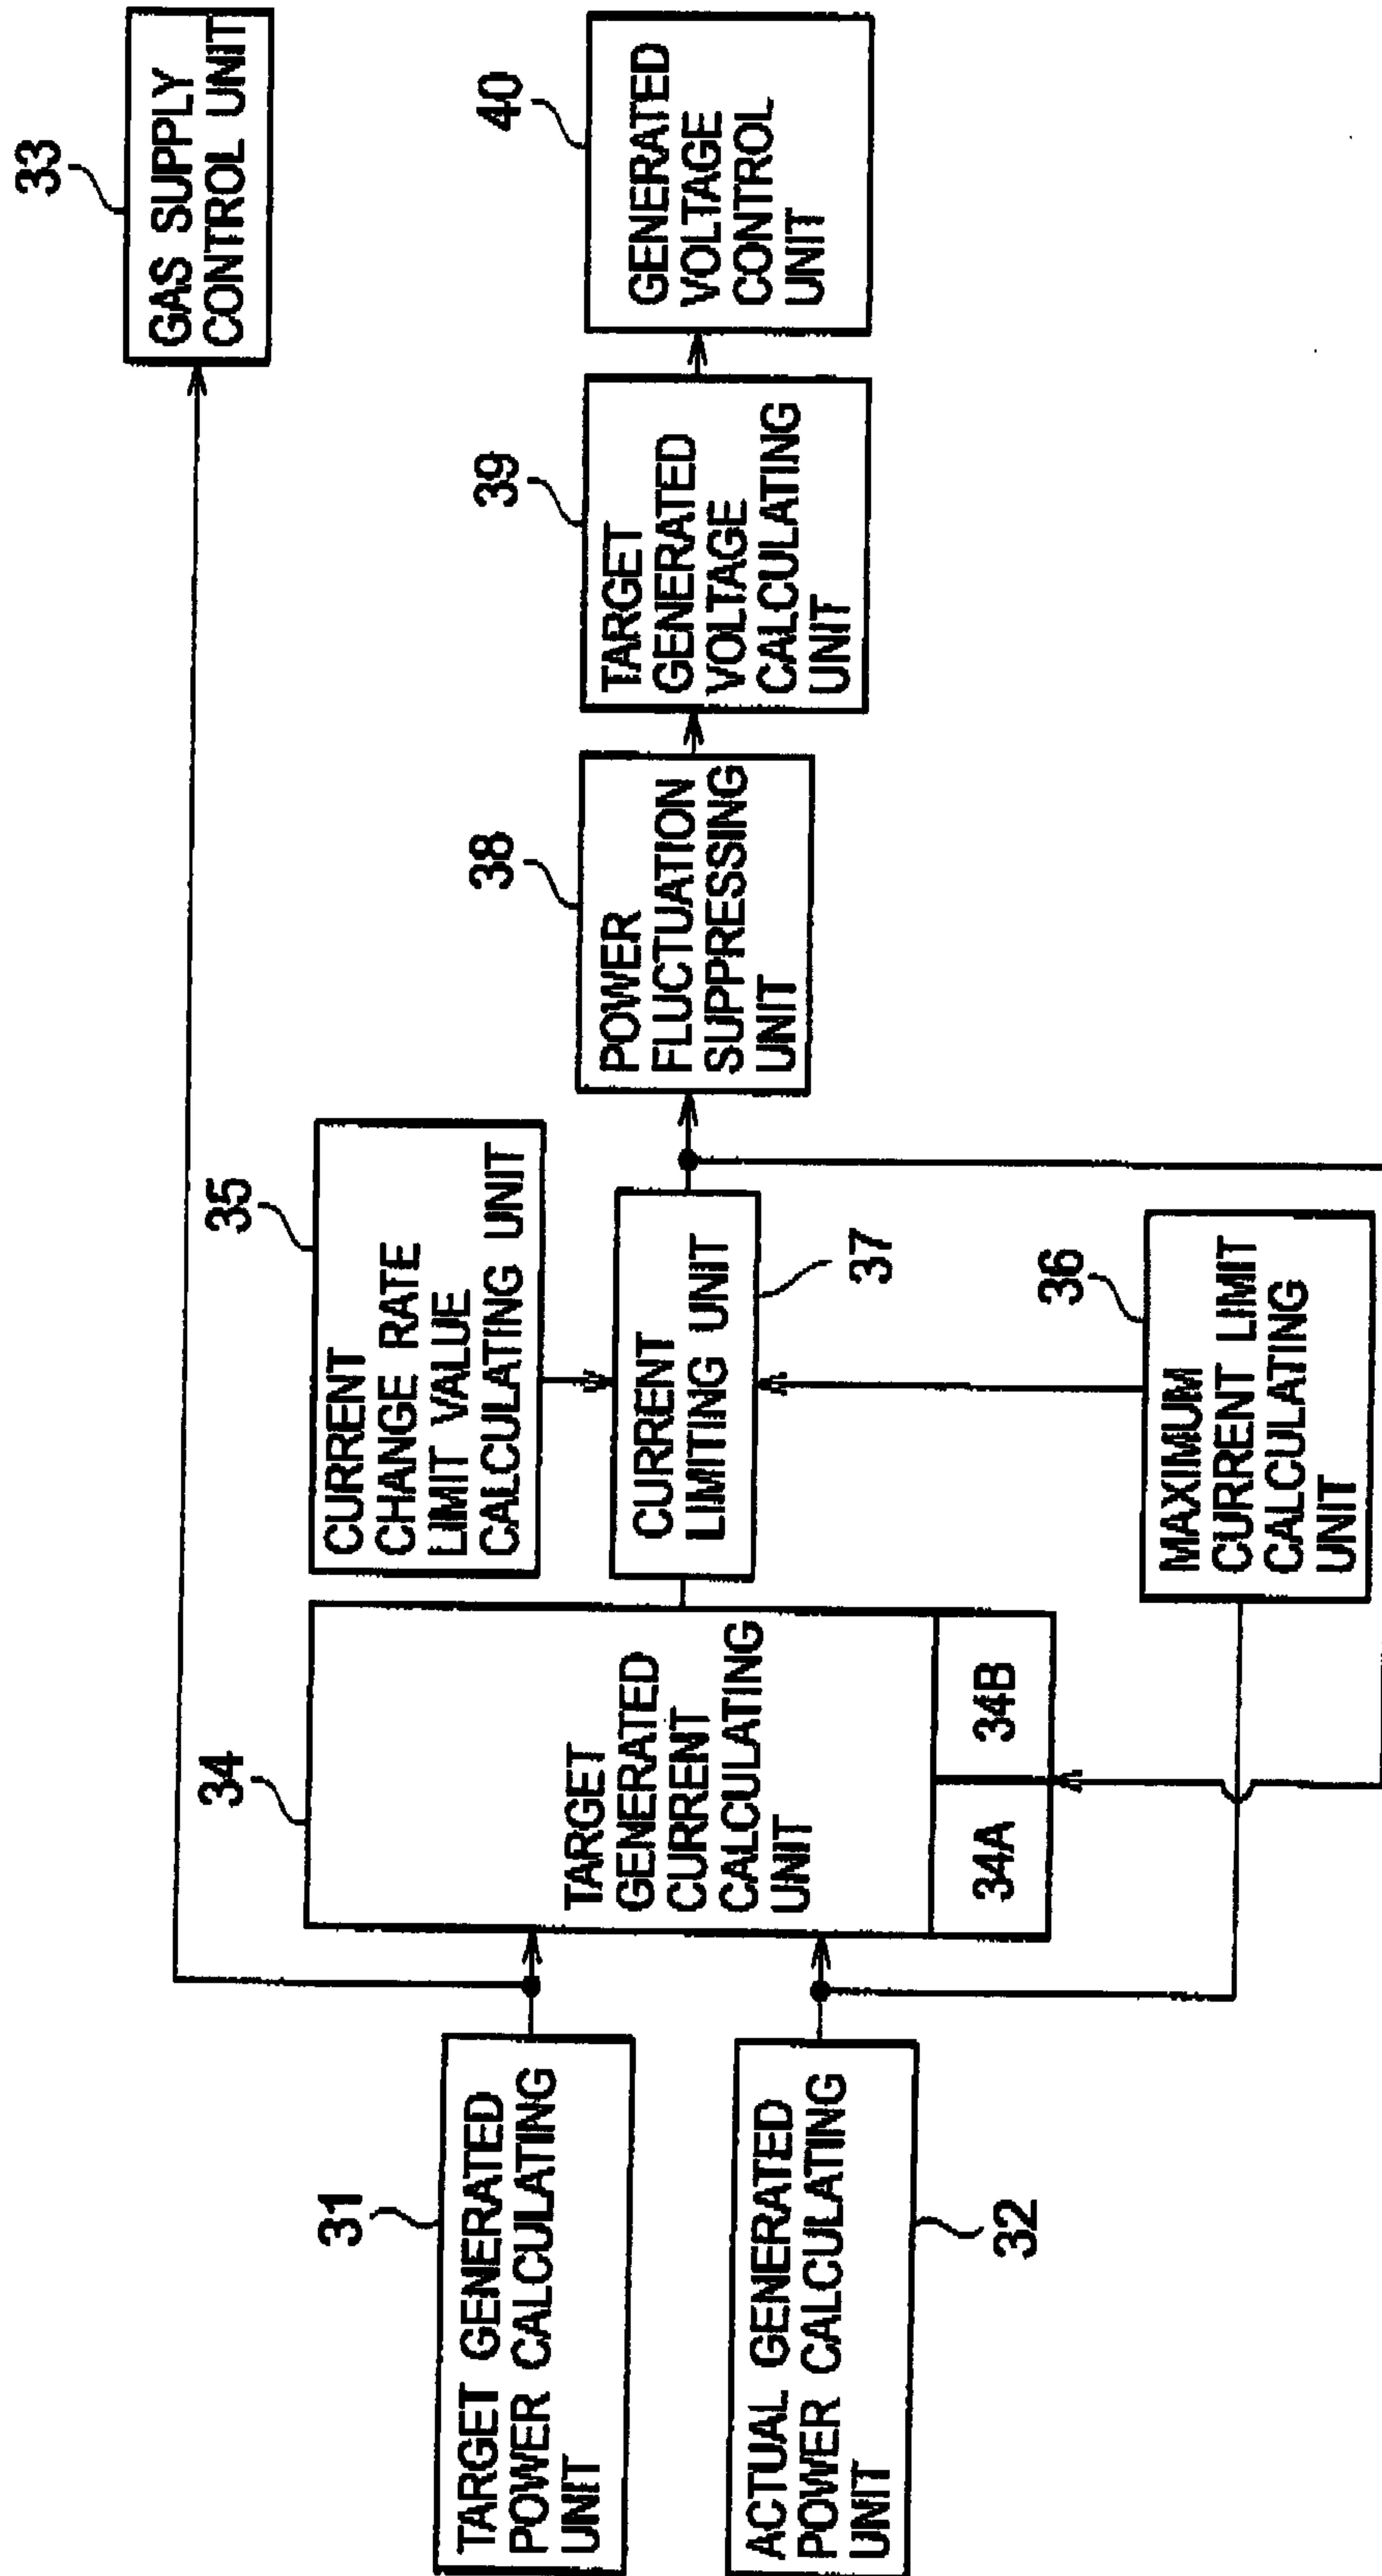 33
GAS SUPPLY
CONTROL UNIT
31
TARGET GENERATED
POWER CALCULATING
UNIT
32
ACTUAL GENERATED
POWER CALCULATING
UNIT
34
TARGET
GENERATED
CURRENT
CALCULATING
UNIT
34A
34B
35
CURRENT
CHANGE RATE
LIMIT VALUE
CALCULATING UNIT
CURRENT
LIMITING UNIT
37
36
MAXIMUM
CURRENT LIMIT
CALCULATING
UNIT
38
POWER
FLUCTUATION
SUPPRESSING
UNIT
39
TARGET
GENERATED
VOLTAGE
CALCULATING
UNIT
40
GENERATED
VOLTAGE
CONTROL
UNIT